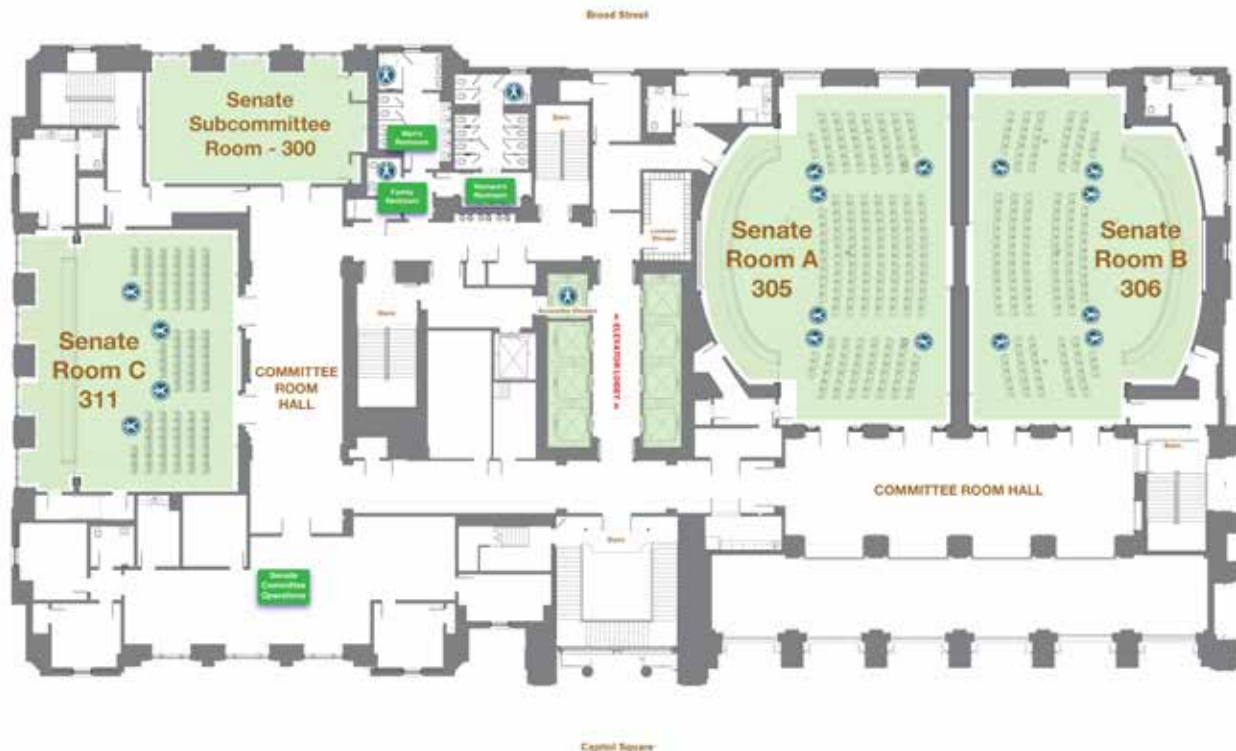 Broad Street
Senate
Subcommittee
Room - 300
Men's
Restroom
Family
Restroom
Women's
Restroom
Stairs
Senate
Room A
305
Senate
Room B
306
Senate
Room C
311
COMMITTEE
ROOM
HALL
Stairs
Accessible Elevator
ELEVATOR LOBBY
COMMITTEE ROOM HALL
Stairs
Stairs
Senate
Committee
Operations
Capitol Square